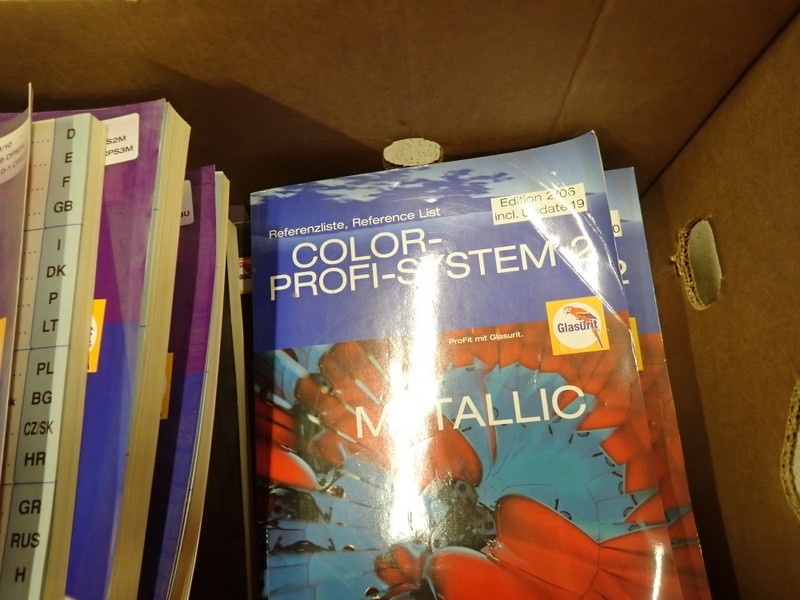 D
E
F
GB
I
DK
P
LT
PL
BG
CZ/SK
HR
GR
RUS
H
Referenzliste, Reference List
Edition 2/06
incl. Update 19
COLOR-
PROFI-SYSTEM 2
Glasurit
ProFit mit Glasurit.
METALLIC
2